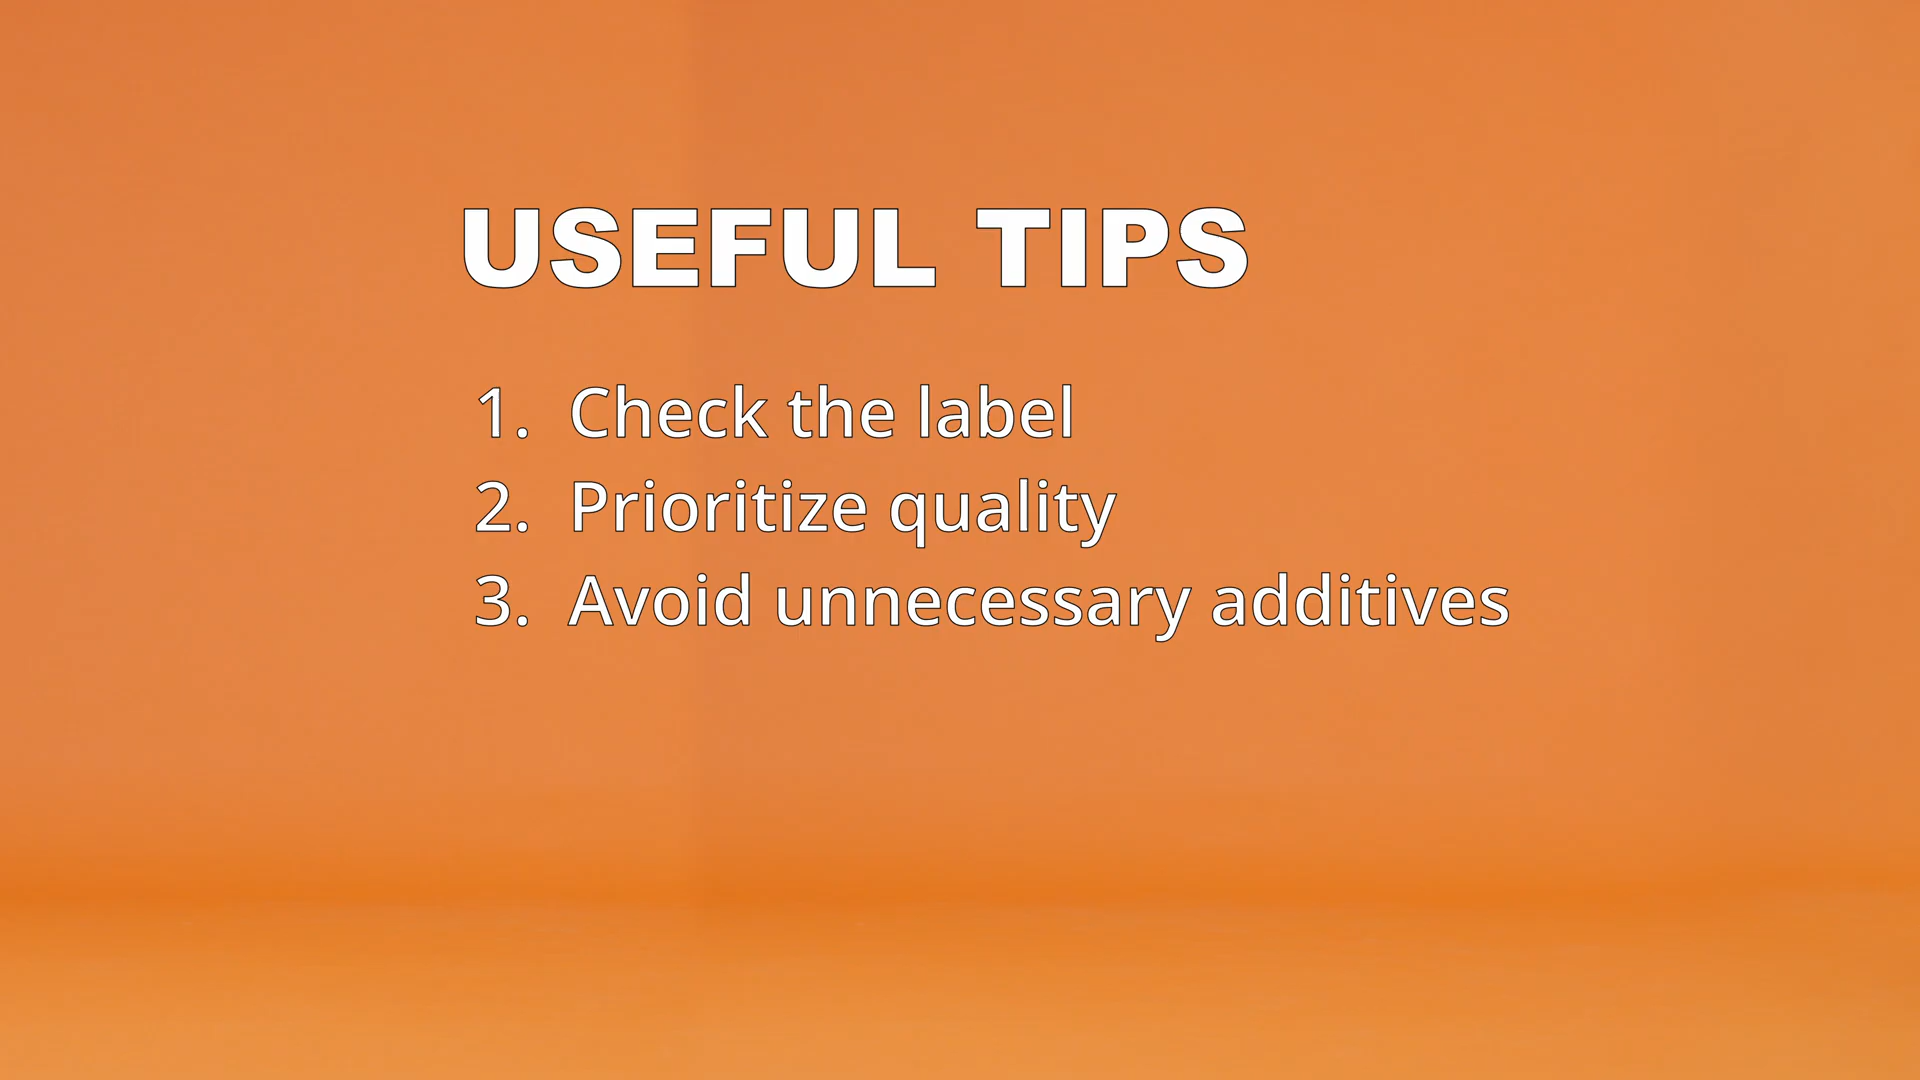 USEFUL TIPS
1. Check the label
2. Prioritize quality
3. Avoid unnecessary additives